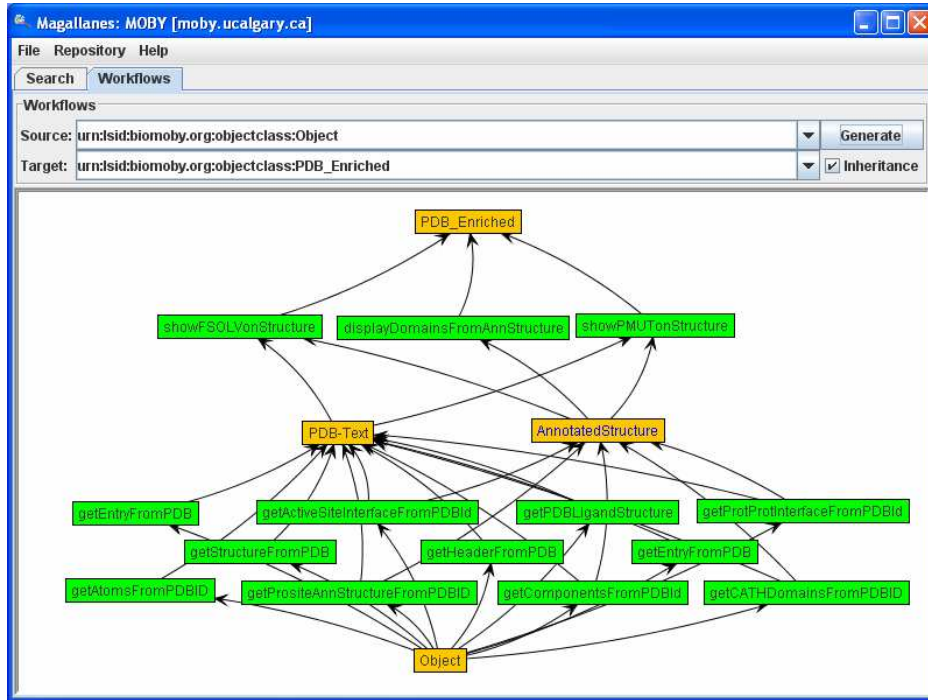 Magallanes: MOBY [moby.ucalgary.ca]
File Repository Help
Search Workflows
Workflows
Source: urn:lsid:biomoby.org:objectclass:Object Generate
Target: urn:lsid:biomoby.org:objectclass:PDB_Enriched Inheritance
PDB_Enriched
showFSOLVonStructure displayDomainsFromAnnStructure showPMUTonStructure
PDB-Text AnnotatedStructure
getEntryFromPDB getActiveSiteInterfaceFromPDBId getPDBLigandStructure getProtProtInterfaceFromPDBId
getStructureFromPDB getHeaderFromPDB getEntryFromPDB
getAtomsFromPDBID getPrositeAnnStructureFromPDBID getComponentsFromPDBId getCATHDomainsFromPDBID
Object